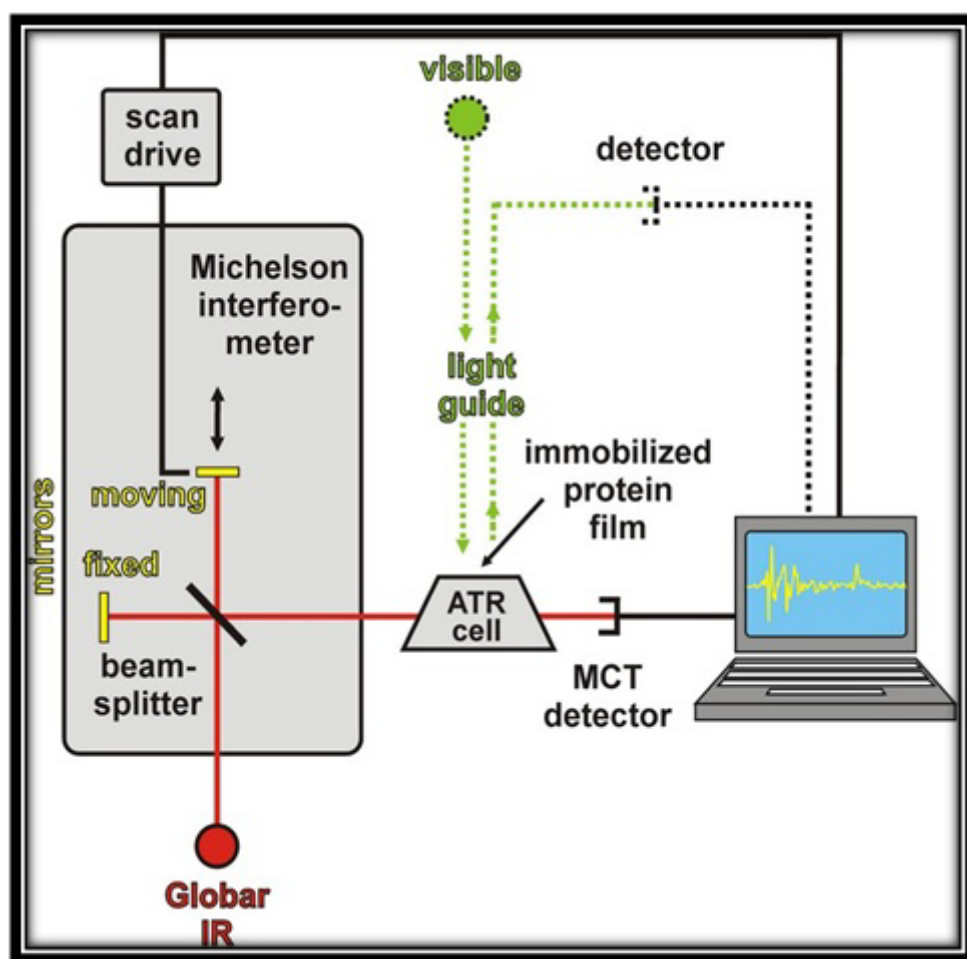 visible
scan
drive
detector
Michelson
interfero-
meter
light
guide
immobilized
protein
film
mirrors
moving
fixed
ATR
cell
beam-
splitter
MCT
detector
Globar
IR